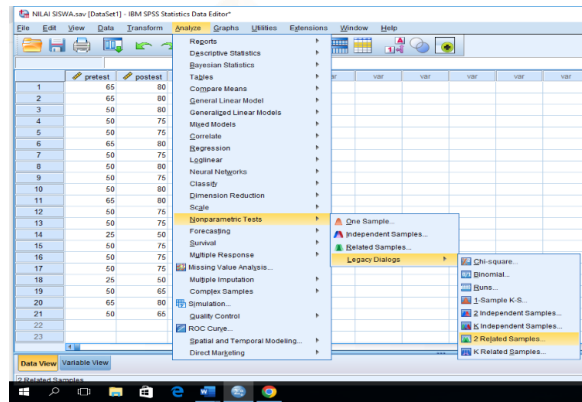 NILAI SISWA.sav [DataSet1] - IBM SPSS Statistics Data Editor*
File Edit View Data Transform Analyze Graphs Utilities Extensions Window Help
Reports
Descriptive Statistics
Bayesian Statistics
Tables
Compare Means
General Linear Model
Generalized Linear Models
Mixed Models
Correlate
Regression
Loglinear
Neural Networks
Classify
Dimension Reduction
Scale
Nonparametric Tests
Forecasting
Survival
Multiple Response
Missing Value Analysis...
Multiple Imputation
Complex Samples
Simulation...
Quality Control
ROC Curve...
Spatial and Temporal Modeling...
Direct Marketing
One Sample...
Independent Samples...
Related Samples...
Legacy Dialogs
Chi-square...
Binomial...
Runs...
1-Sample K-S...
2 Independent Samples...
K Independent Samples...
2 Related Samples...
K Related Samples...
pretest postest var var var var var
1 65 80
2 65 80
3 50 80
4 50 75
5 50 75
6 65 80
7 50 75
8 50 80
9 50 75
10 50 80
11 65 80
12 50 75
13 50 75
14 25 50
15 50 75
16 50 75
17 50 75
18 25 50
19 50 65
20 65 80
21 50 65
22
23
Data View Variable View
2 Related Samples...